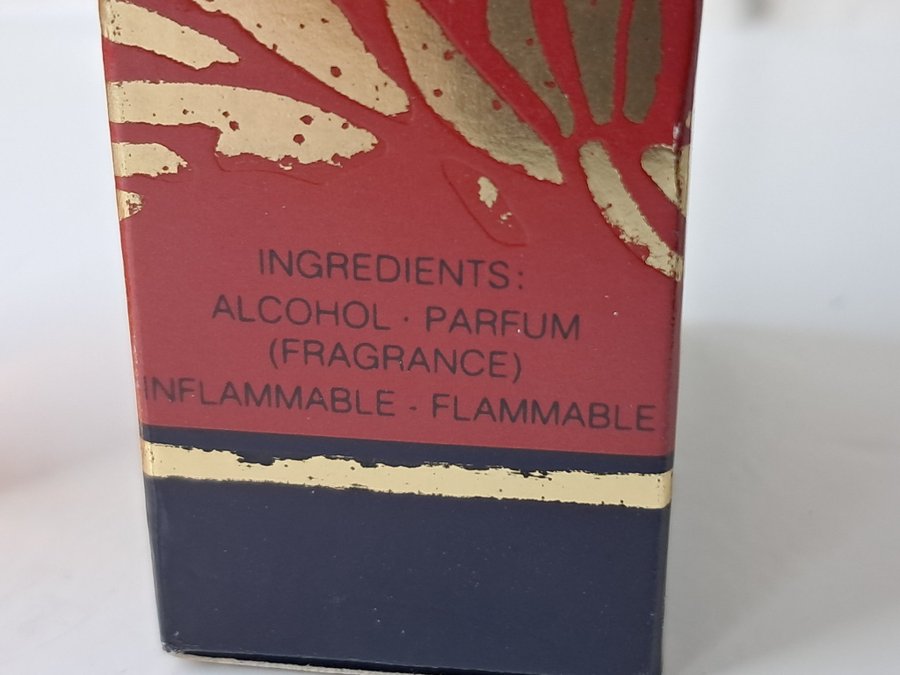 INGREDIENTS:
ALCOHOL · PARFUM
(FRAGRANCE)
INFLAMMABLE · FLAMMABLE